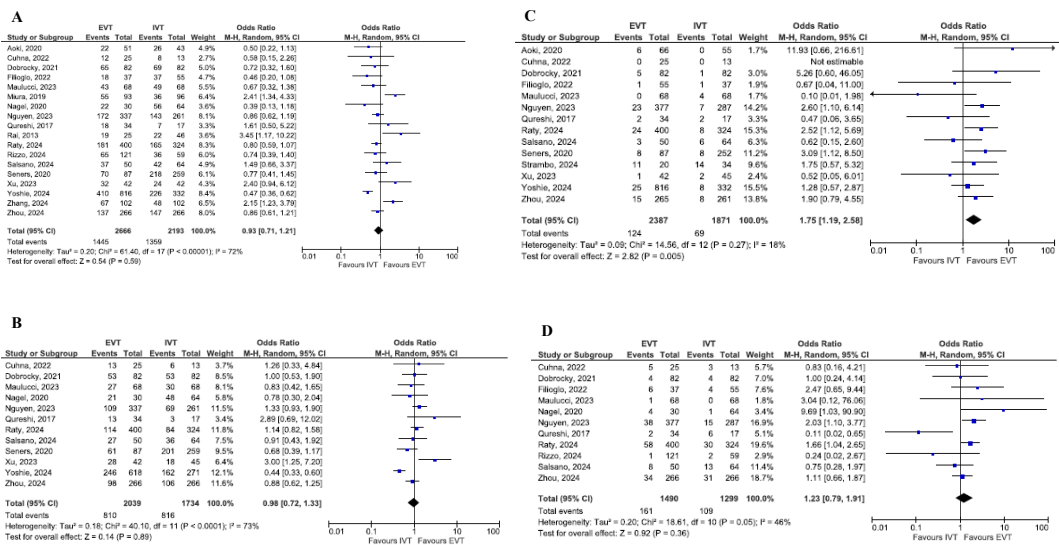 A
EVT IVT Odds Ratio Odds Ratio
Study or Subgroup Events Total Events Total Weight M-H, Random, 95% CI M-H, Random, 95% CI
Aoki, 2020 22 51 26 43 4.9% 0.50 [0.22, 1.13]
Cuhna, 2022 12 25 8 13 2.4% 0.58 [0.15, 2.26]
Dobrocky, 2021 65 82 69 82 5.0% 0.72 [0.32, 1.60]
Filioglo, 2022 18 37 37 55 4.7% 0.46 [0.20, 1.08]
Maulucci, 2023 43 68 49 68 5.5% 0.67 [0.32, 1.38]
Miura, 2019 55 93 36 96 6.4% 2.41 [1.34, 4.33]
Nagel, 2020 22 30 56 64 3.5% 0.39 [0.13, 1.18]
Nguyen, 2023 172 337 143 261 8.1% 0.86 [0.62, 1.19]
Qureshi, 2017 18 34 7 17 3.2% 1.61 [0.50, 5.22]
Rai, 2013 19 25 22 46 3.6% 3.45 [1.17, 10.22]
Raty, 2024 181 400 165 324 8.3% 0.80 [0.59, 1.07]
Rizzo, 2024 65 121 36 59 6.1% 0.74 [0.39, 1.40]
Salsano, 2024 37 50 42 64 5.0% 1.49 [0.66, 3.37]
Seners, 2020 70 87 218 259 6.2% 0.77 [0.41, 1.45]
Xu, 2023 32 42 24 42 4.2% 2.40 [0.94, 6.12]
Yoshie, 2024 410 816 226 332 8.5% 0.47 [0.36, 0.62]
Zhang, 2024 67 102 48 102 6.6% 2.15 [1.23, 3.79]
Zhou, 2024 137 266 147 266 8.0% 0.86 [0.61, 1.21]
Total (95% CI) 2666 2193 100.0% 0.93 [0.71, 1.21]
Total events 1445 1359
Heterogeneity: Tau² = 0.20; Chi² = 61.40, df = 17 (P < 0.00001); I² = 72%
Test for overall effect: Z = 0.54 (P = 0.59)
0.01 0.1 1 10 100
Favours IVT Favours EVT
C
EVT IVT Odds Ratio Odds Ratio
Study or Subgroup Events Total Events Total Weight M-H, Random, 95% CI M-H, Random, 95% CI
Aoki, 2020 6 66 0 55 1.7% 11.93 [0.66, 216.61]
Cuhna, 2022 0 25 0 13 Not estimable
Dobrocky, 2021 5 82 1 82 3.0% 5.26 [0.60, 46.05]
Filioglo, 2022 1 55 1 37 1.9% 0.67 [0.04, 11.00]
Maulucci, 2023 0 68 4 68 1.7% 0.10 [0.01, 1.98]
Nguyen, 2023 23 377 7 287 14.9% 2.60 [1.10, 6.14]
Qureshi, 2017 2 34 2 17 3.4% 0.47 [0.06, 3.65]
Raty, 2024 24 400 8 324 16.6% 2.52 [1.12, 5.69]
Salsano, 2024 3 50 6 64 6.8% 0.62 [0.15, 2.60]
Seners, 2020 8 87 8 252 11.8% 3.09 [1.12, 8.50]
Strambo, 2024 11 20 14 34 9.7% 1.75 [0.57, 5.32]
Xu, 2023 1 42 2 45 2.5% 0.52 [0.05, 6.01]
Yoshie, 2024 25 816 8 332 16.6% 1.28 [0.57, 2.87]
Zhou, 2024 15 265 8 261 14.3% 1.90 [0.79, 4.55]
Total (95% CI) 2387 1871 100.0% 1.75 [1.19, 2.58]
Total events 124 69
Heterogeneity: Tau² = 0.09; Chi² = 14.56, df = 12 (P = 0.27); I² = 18%
Test for overall effect: Z = 2.82 (P = 0.005)
0.01 0.1 1 10 100
Favours IVT Favours EVT
B
EVT IVT Odds Ratio Odds Ratio
Study or Subgroup Events Total Events Total Weight M-H, Random, 95% CI M-H, Random, 95% CI
Cuhna, 2022 13 25 6 13 3.7% 1.26 [0.33, 4.84]
Dobrocky, 2021 53 82 53 82 8.3% 1.00 [0.53, 1.90]
Maulucci, 2023 27 68 30 68 7.9% 0.83 [0.42, 1.65]
Nagel, 2020 21 30 48 64 5.8% 0.78 [0.30, 2.04]
Nguyen, 2023 109 337 69 261 11.8% 1.33 [0.93, 1.90]
Qureshi, 2017 13 34 3 17 3.4% 2.89 [0.69, 12.02]
Raty, 2024 114 400 84 324 12.1% 1.14 [0.82, 1.58]
Salsano, 2024 27 50 36 64 7.4% 0.91 [0.43, 1.92]
Seners, 2020 61 87 201 259 9.5% 0.68 [0.39, 1.17]
Xu, 2023 28 42 18 45 6.3% 3.00 [1.25, 7.20]
Yoshie, 2024 246 618 162 271 12.5% 0.44 [0.33, 0.60]
Zhou, 2024 98 266 106 266 11.8% 0.88 [0.62, 1.25]
Total (95% CI) 2039 1734 100.0% 0.98 [0.72, 1.33]
Total events 810 816
Heterogeneity: Tau² = 0.18; Chi² = 40.10, df = 11 (P < 0.0001); I² = 73%
Test for overall effect: Z = 0.14 (P = 0.89)
0.01 0.1 1 10 100
Favours IVT Favours EVT
D
EVT IVT Odds Ratio Odds Ratio
Study or Subgroup Events Total Events Total Weight M-H, Random, 95% CI M-H, Random, 95% CI
Cuhna, 2022 5 25 3 13 5.6% 0.83 [0.16, 4.21]
Dobrocky, 2021 4 82 4 82 7.0% 1.00 [0.24, 4.14]
Filioglo, 2022 6 37 4 55 7.6% 2.47 [0.65, 9.44]
Maulucci, 2023 1 68 0 68 1.8% 3.04 [0.12, 76.06]
Nagel, 2020 4 30 1 64 3.5% 9.69 [1.03, 90.90]
Nguyen, 2023 38 377 15 287 17.0% 2.03 [1.10, 3.77]
Qureshi, 2017 2 34 6 17 5.1% 0.11 [0.02, 0.65]
Raty, 2024 58 400 30 324 19.9% 1.66 [1.04, 2.65]
Rizzo, 2024 1 121 2 59 3.1% 0.24 [0.02, 2.67]
Salsano, 2024 8 50 13 64 11.3% 0.75 [0.28, 1.97]
Zhou, 2024 34 266 31 266 18.2% 1.11 [0.66, 1.87]
Total (95% CI) 1490 1299 100.0% 1.23 [0.79, 1.91]
Total events 161 109
Heterogeneity: Tau² = 0.20; Chi² = 18.61, df = 10 (P = 0.05); I² = 46%
Test for overall effect: Z = 0.92 (P = 0.36)
0.01 0.1 1 10 100
Favours IVT Favours EVT